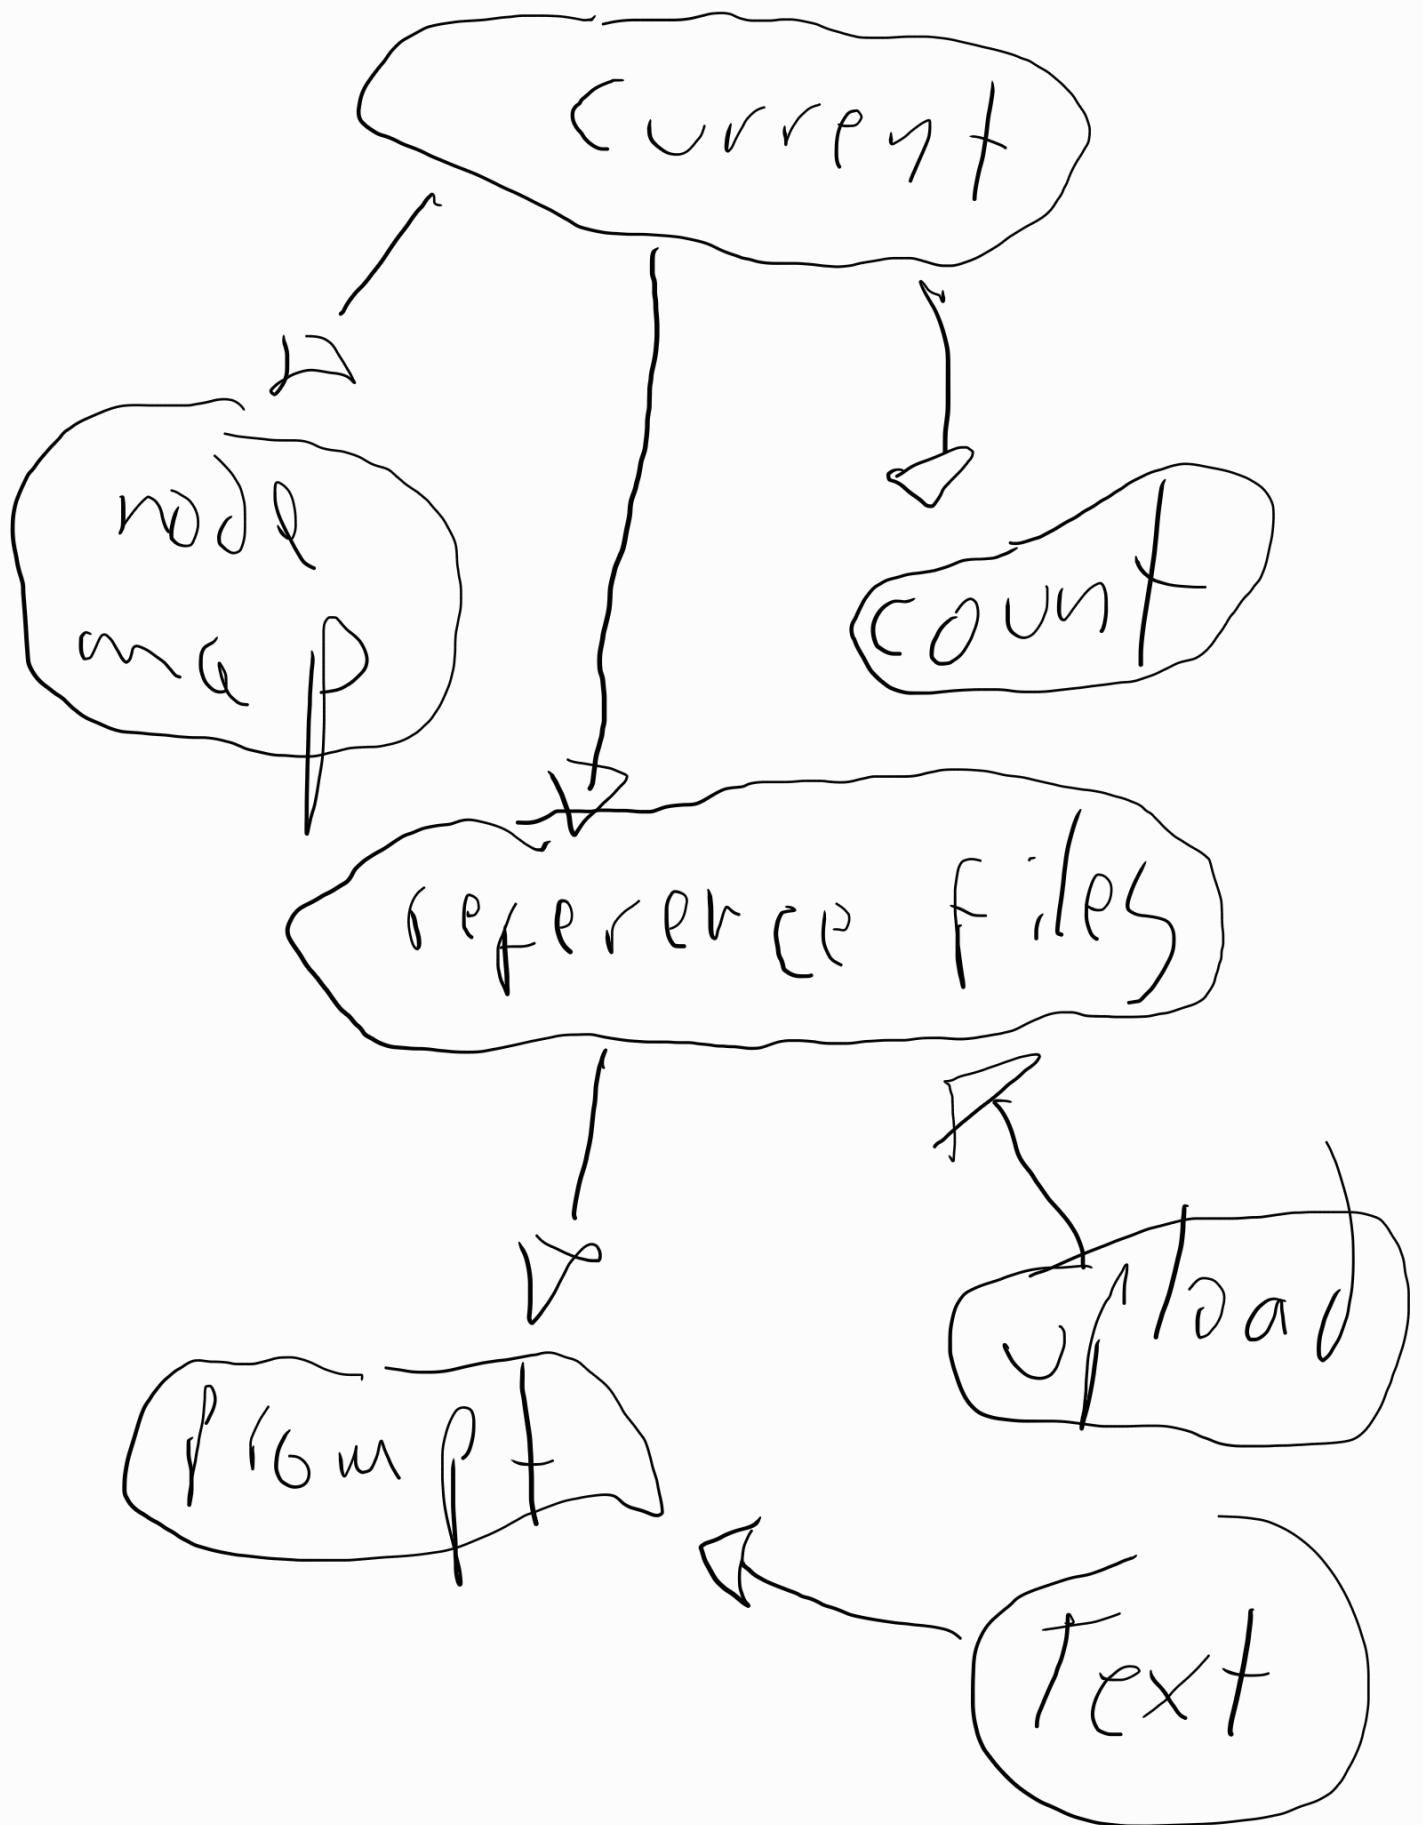 current
node
map
count
reference files
upload
prompt
Text